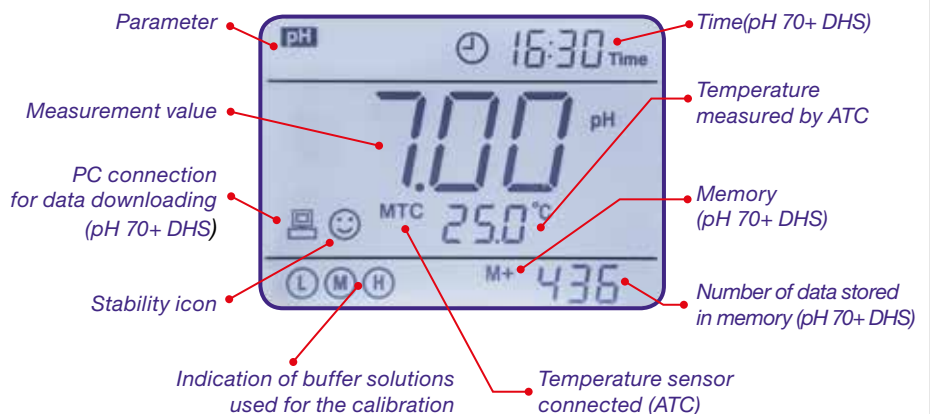 Parameter
pH
16:30 Time
Time(pH 70+ DHS)
Measurement value
7.00 pH
Temperature
measured by ATC
PC connection
for data downloading
(pH 70+ DHS)
MTC 25.0 °C
Memory
(pH 70+ DHS)
Stability icon
L M H
M+ 436
Number of data stored
in memory (pH 70+ DHS)
Indication of buffer solutions
used for the calibration
Temperature sensor
connected (ATC)